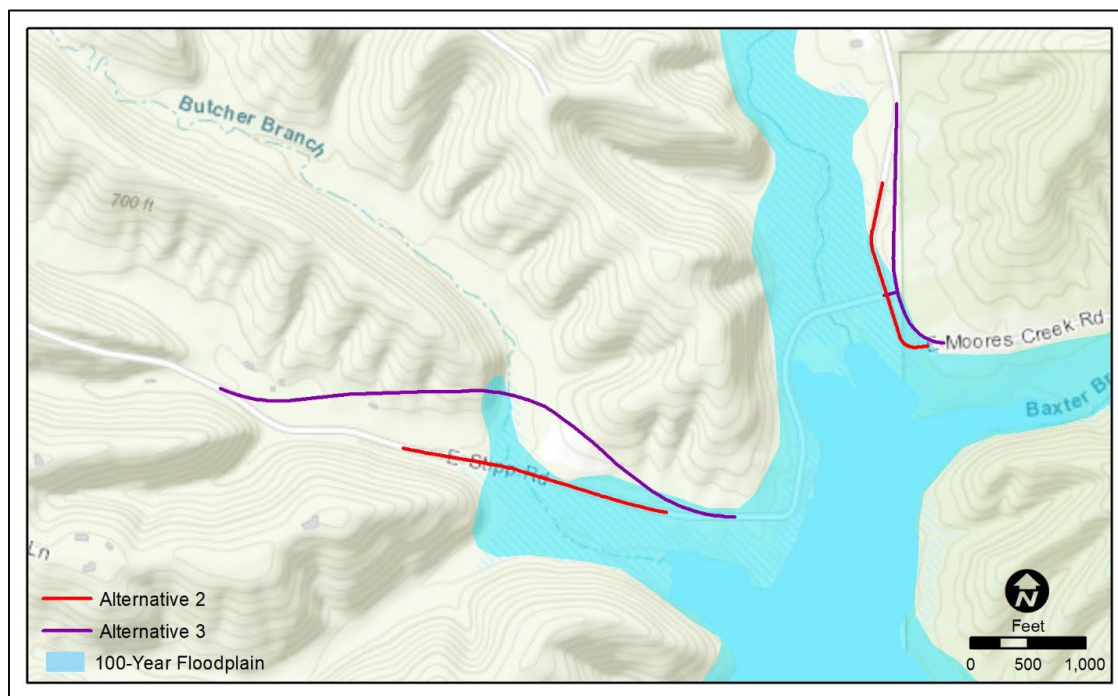 Butcher Branch
700 ft
E Moores Creek Rd
Baxter Br
E Stipp Rd
Ln
Alternative 2
Alternative 3
100-Year Floodplain
N
Feet
0 500 1,000